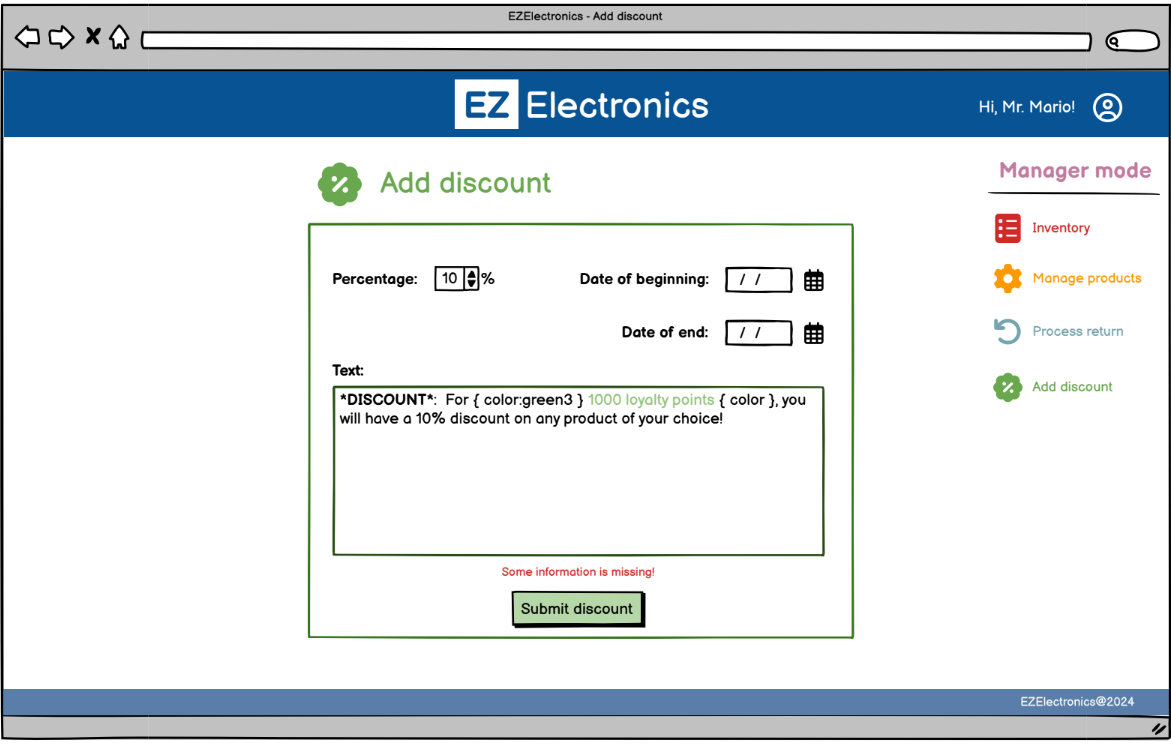 EZElectronics - Add discount
EZ Electronics
Hi, Mr. Mario!
Add discount
Percentage: 10 %
Date of beginning: / /
Date of end: / /
Text:
*DISCOUNT*: For { color:green3 } 1000 loyalty points { color }, you
will have a 10% discount on any product of your choice!
Some information is missing!
Submit discount
Manager mode
Inventory
Manage products
Process return
Add discount
EZElectronics@2024